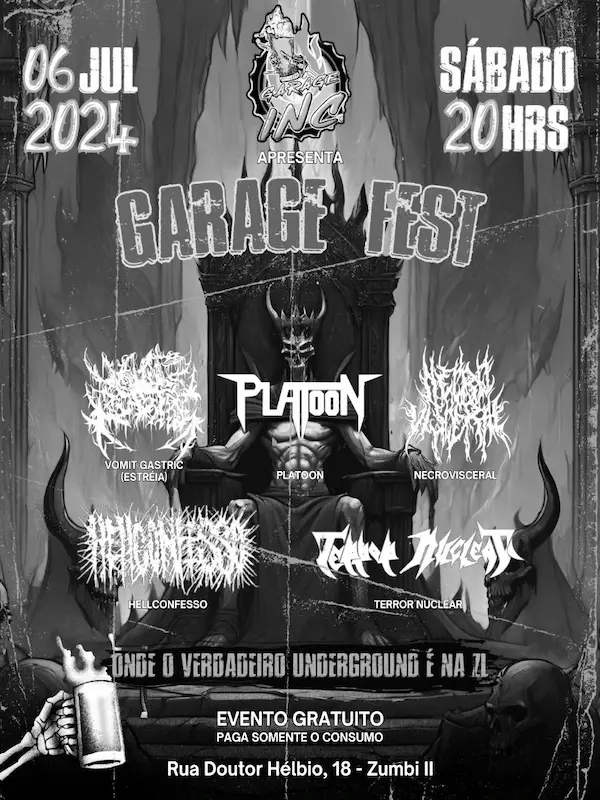 06 JUL
2024
GARAGE
INC.
SÁBADO
20 HRS
APRESENTA
GARAGE FEST
VOMIT GASTRIC
(ESTRÉIA)
PLATOON
PLATOON
NECRO
VISCERAL
NECROVISCERAL
HELLCONFESSO
HELLCONFESSO
TERROR NUCLEAR
TERROR NUCLEAR
ONDE O VERDADEIRO UNDERGROUND É NA ZL
EVENTO GRATUITO
PAGA SOMENTE O CONSUMO
Rua Doutor Hélbio, 18 - Zumbi II